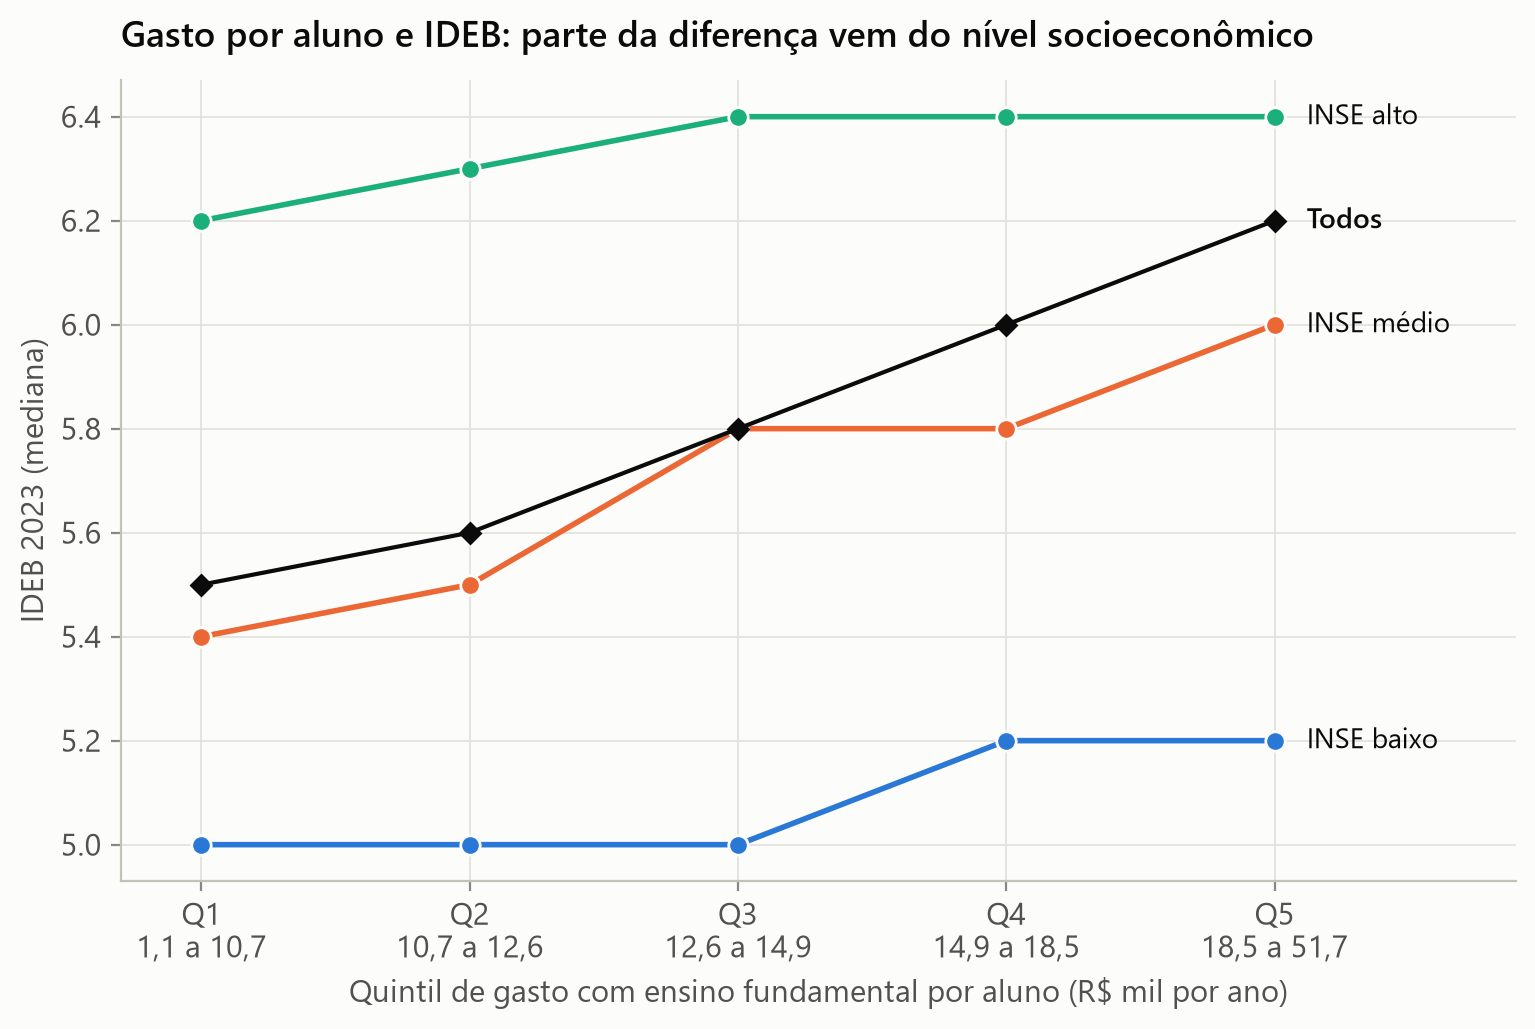 Gasto por aluno e IDEB: parte da diferença vem do nível socioeconômico
6.4
INSE alto
6.2
Todos
6.0
INSE médio
5.8
5.6
5.4
5.2
INSE baixo
5.0
IDEB 2023 (mediana)
Q1 Q2 Q3 Q4 Q5
1,1 a 10,7 10,7 a 12,6 12,6 a 14,9 14,9 a 18,5 18,5 a 51,7
Quintil de gasto com ensino fundamental por aluno (R$ mil por ano)